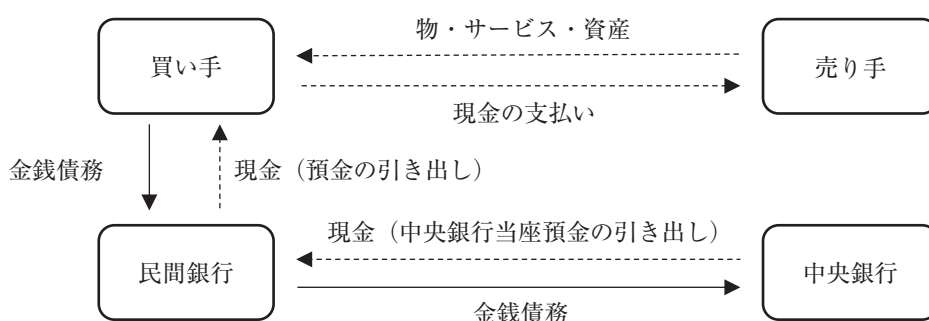 物・サービス・資産
買い手
売り手
現金の支払い
金銭債務
現金（預金の引き出し）
現金（中央銀行当座預金の引き出し）
民間銀行
中央銀行
金銭債務